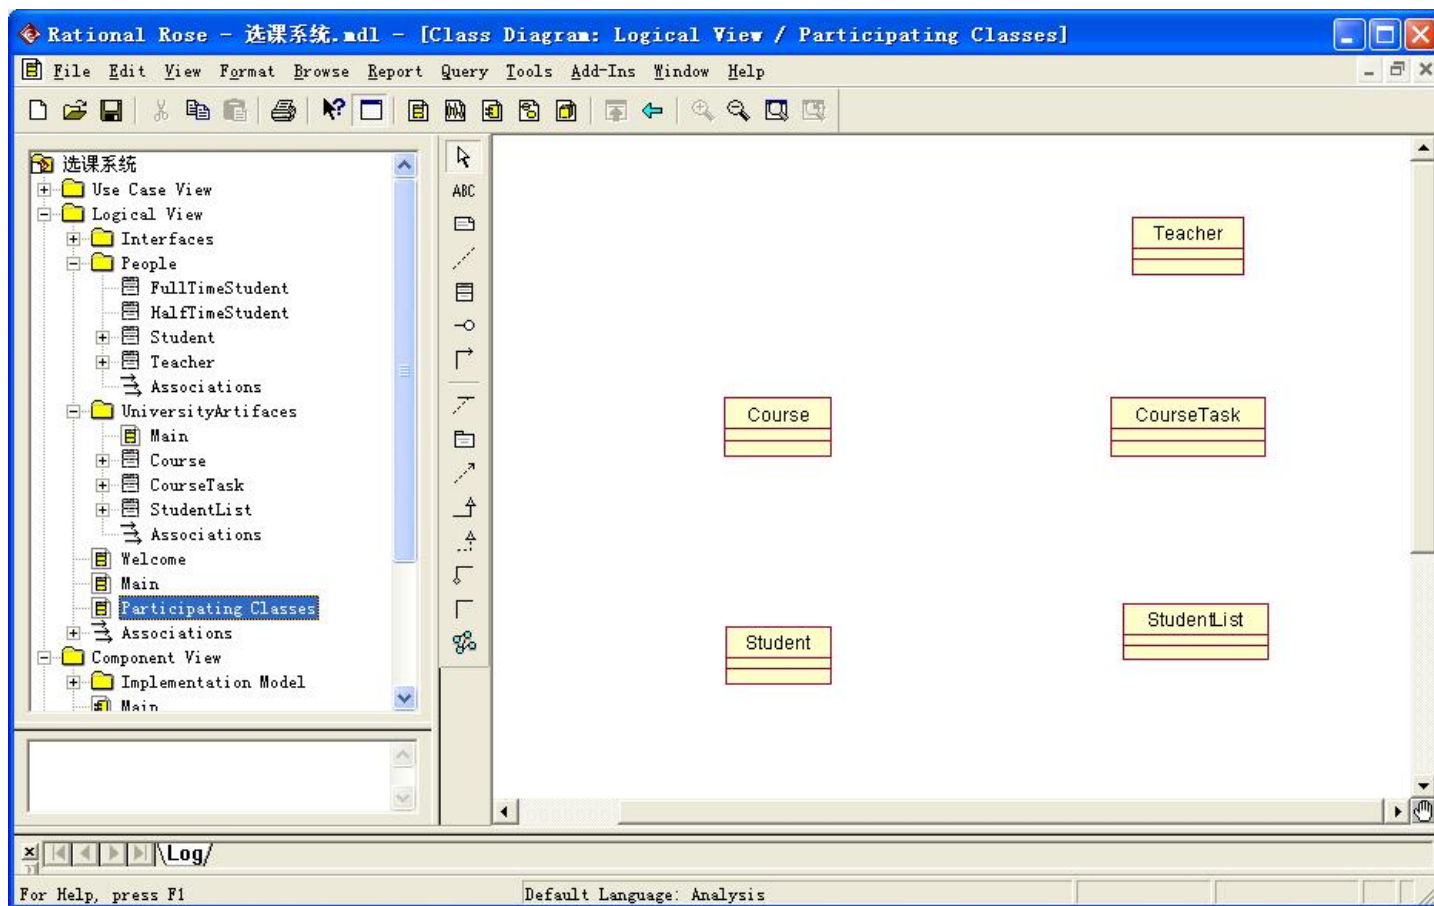 Rational Rose - 选课系统.mdl - [Class Diagram: Logical View / Participating Classes]
File Edit View Format Browse Report Query Tools Add-Ins Window Help
选课系统
Use Case View
Logical View
Interfaces
People
FullTimeStudent
HalfTimeStudent
Student
Teacher
Associations
UniversityArtifaces
Main
Course
CourseTask
StudentList
Associations
Welcome
Main
Participating Classes
Associations
Component View
Implementation Model
Main
ABC
Teacher
Course
CourseTask
Student
StudentList
Log
For Help, press F1
Default Language: Analysis